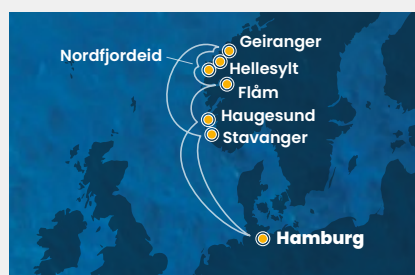 Geiranger
Nordfjordeid
Hellesylt
Flåm
Haugesund
Stavanger
Hamburg